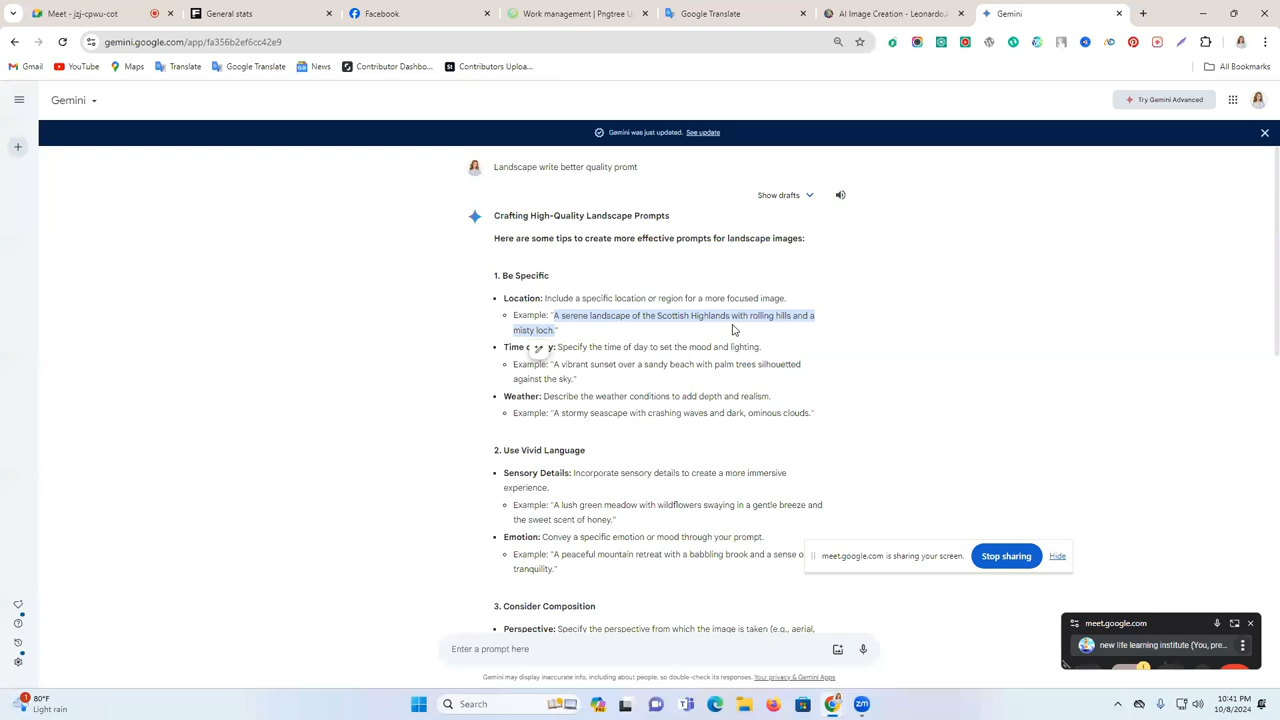 Meet - jzj-cpwu-cot
General stats
Facebook
Work management | Pngtree U
Google Translate
AI Image Creation - Leonardo.A
Gemini
gemini.google.com/app/fa356b2ef6cc42e9
Gmail
YouTube
Maps
Translate
Google Translate
News
Contributor Dashbo...
Contributors Uploa...
All Bookmarks
Gemini
Try Gemini Advanced
Gemini was just updated. See update
Landscape write better quality promt
Show drafts
Crafting High-Quality Landscape Prompts
Here are some tips to create more effective prompts for landscape images:
1. Be Specific
• Location: Include a specific location or region for a more focused image.
Example: "A serene landscape of the Scottish Highlands with rolling hills and a
misty loch."
• Time of day: Specify the time of day to set the mood and lighting.
Example: "A vibrant sunset over a sandy beach with palm trees silhouetted
against the sky."
• Weather: Describe the weather conditions to add depth and realism.
Example: "A stormy seascape with crashing waves and dark, ominous clouds."
2. Use Vivid Language
• Sensory Details: Incorporate sensory details to create a more immersive
experience.
Example: "A lush green meadow with wildflowers swaying in a gentle breeze and
the sweet scent of honey."
• Emotion: Convey a specific emotion or mood through your prompt.
Example: "A peaceful mountain retreat with a babbling brook and a sense o
tranquility."
meet.google.com is sharing your screen.
Stop sharing
Hide
3. Consider Composition
• Perspective: Specify the perspective from which the image is taken (e.g., aerial,
meet.google.com
new life learning institute (You, pre...
Enter a prompt here
Gemini may display inaccurate info, including about people, so double-check its responses. Your privacy & Gemini Apps
1
80°F
Light rain
Search
zm
10:41 PM
10/8/2024